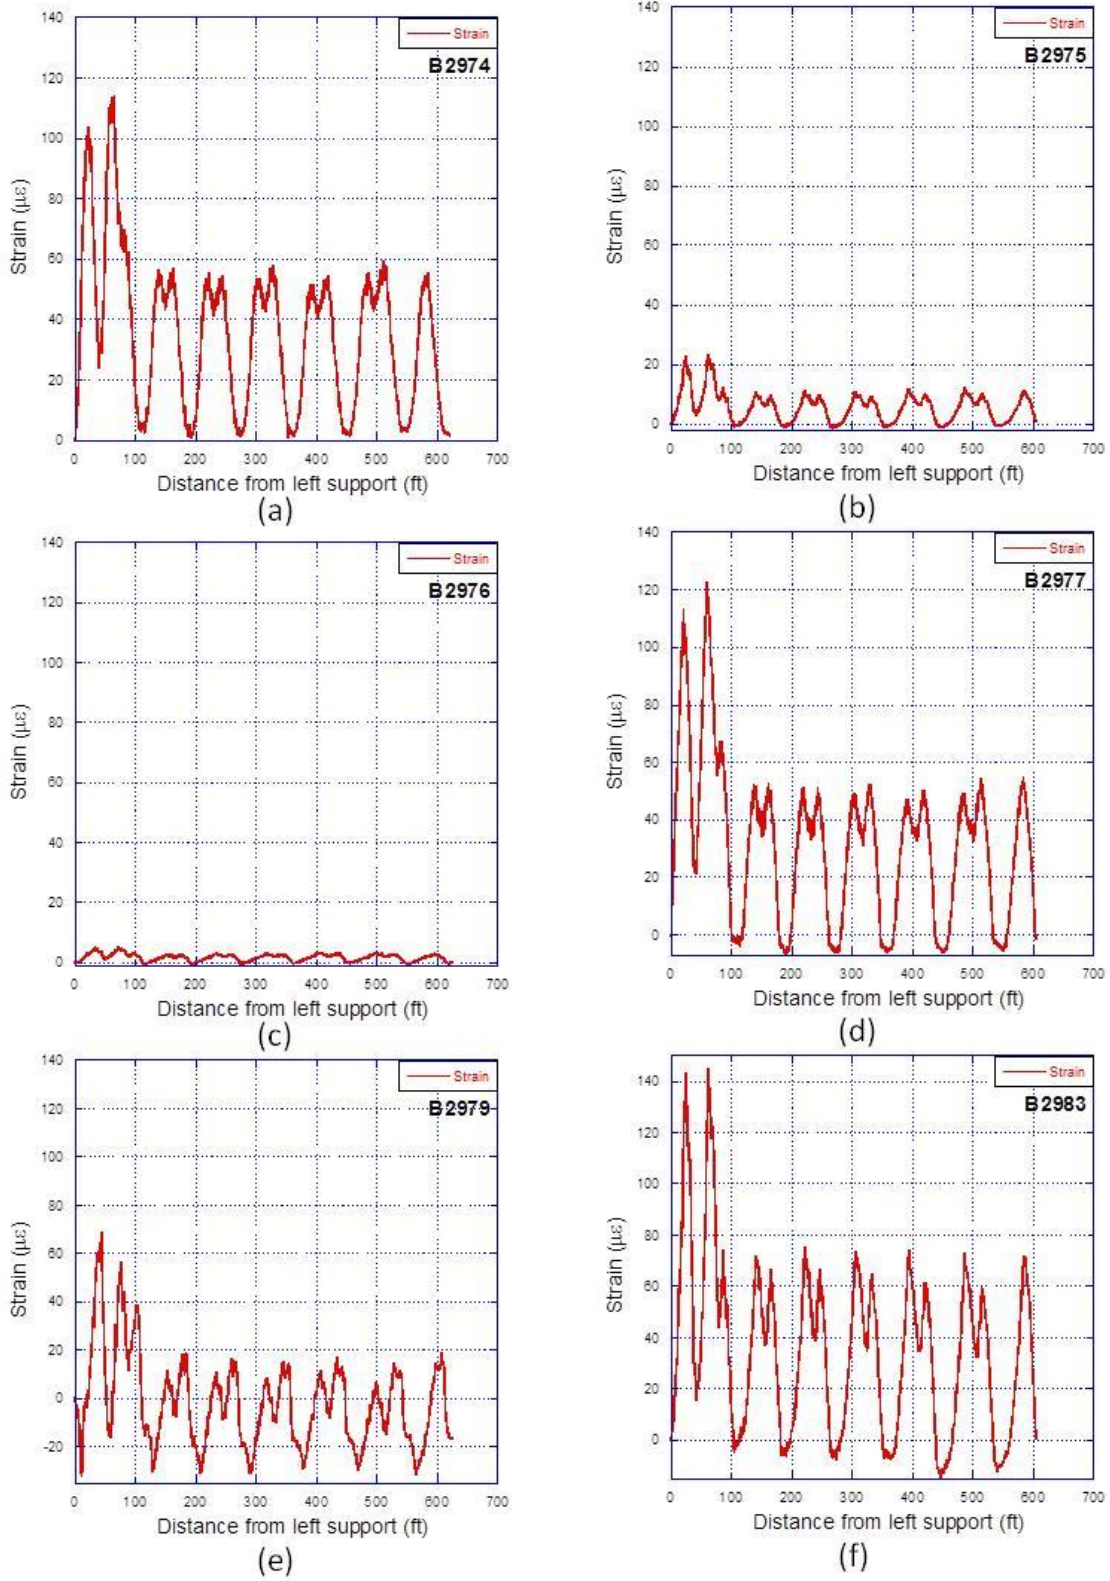 140
120
100
80
60
40
20
0
Strain (με)
Strain
B2974
0 100 200 300 400 500 600 700
Distance from left support (ft)
(a)
140
120
100
80
60
40
20
0
Strain (με)
Strain
B2975
0 100 200 300 400 500 600 700
Distance from left support (ft)
(b)
140
120
100
80
60
40
20
0
Strain (με)
Strain
B2976
0 100 200 300 400 500 600 700
Distance from left support (ft)
(c)
140
120
100
80
60
40
20
0
Strain (με)
Strain
B2977
0 100 200 300 400 500 600 700
Distance from left support (ft)
(d)
140
120
100
80
60
40
20
0
-20
Strain (με)
Strain
B2979
0 100 200 300 400 500 600 700
Distance from left support (ft)
(e)
140
120
100
80
60
40
20
0
Strain (με)
Strain
B2983
0 100 200 300 400 500 600 700
Distance from left support (ft)
(f)